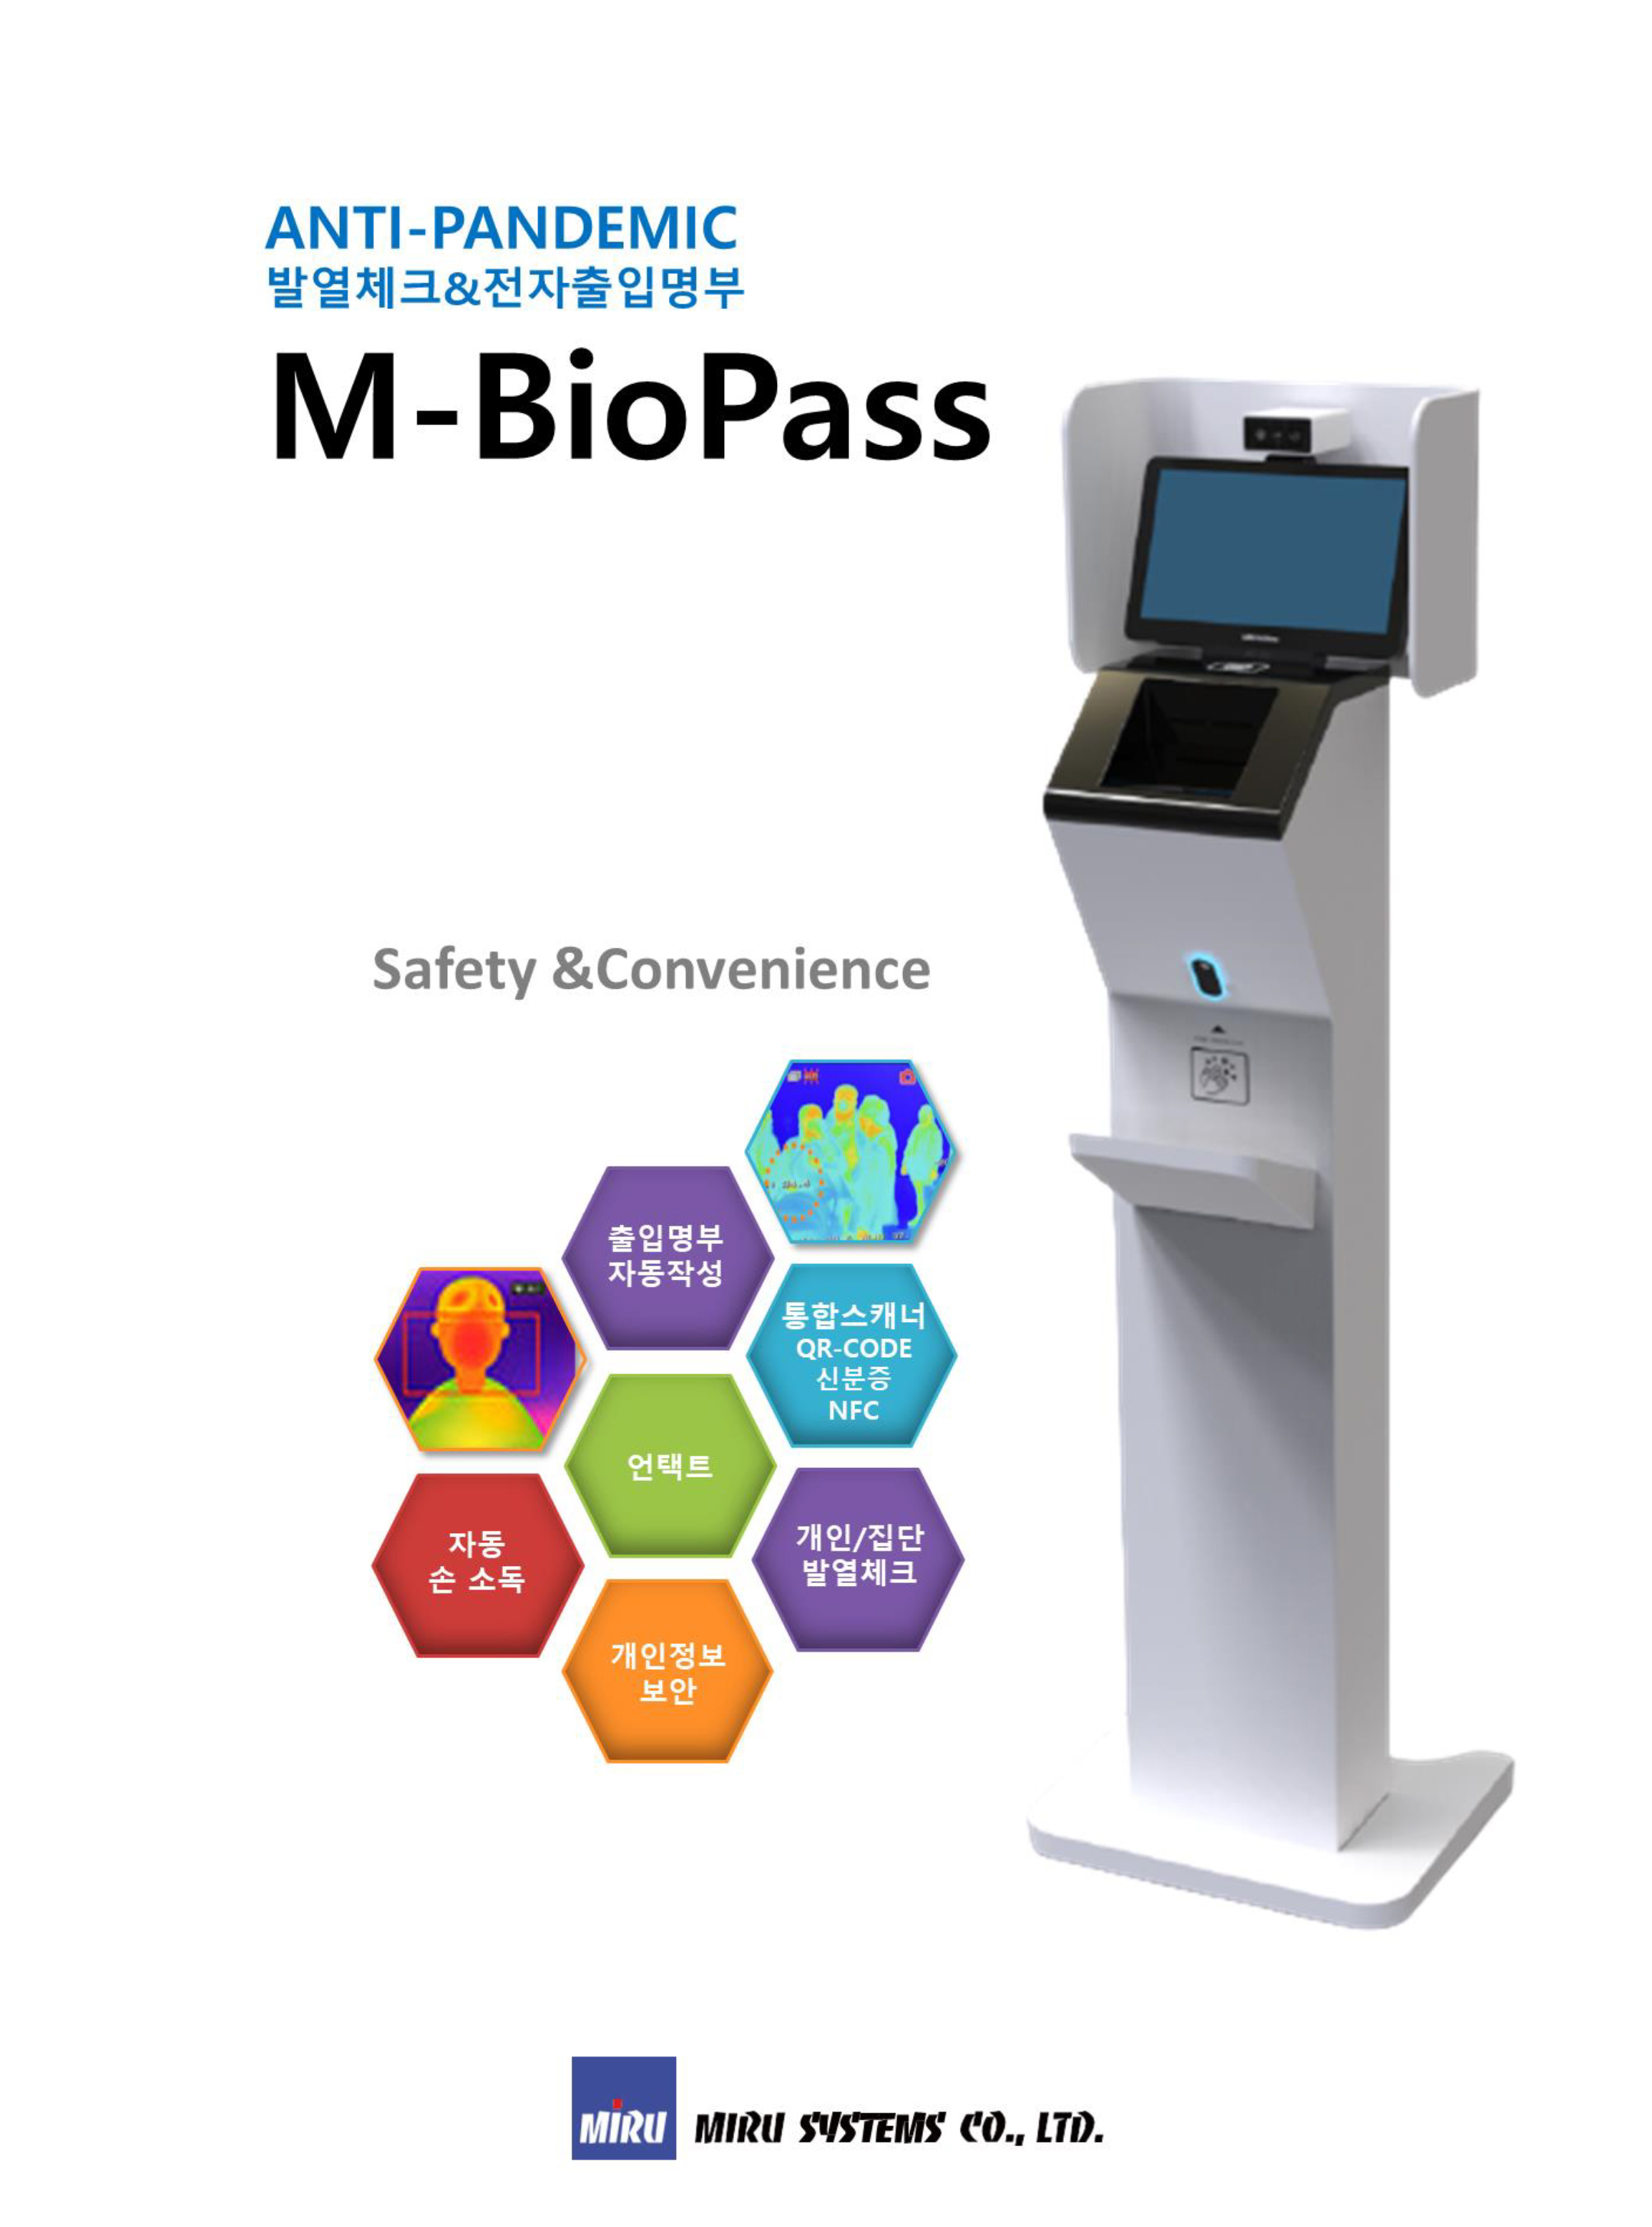 ANTI-PANDEMIC
발열체크&전자출입명부
M-BioPass
Safety &Convenience
출입명부
자동작성
통합스캐너
QR-CODE
신분증
NFC
언택트
자동
손 소독
개인/집단
발열체크
개인정보
보안
MIRU
MIRU SYSTEMS CO., LTD.